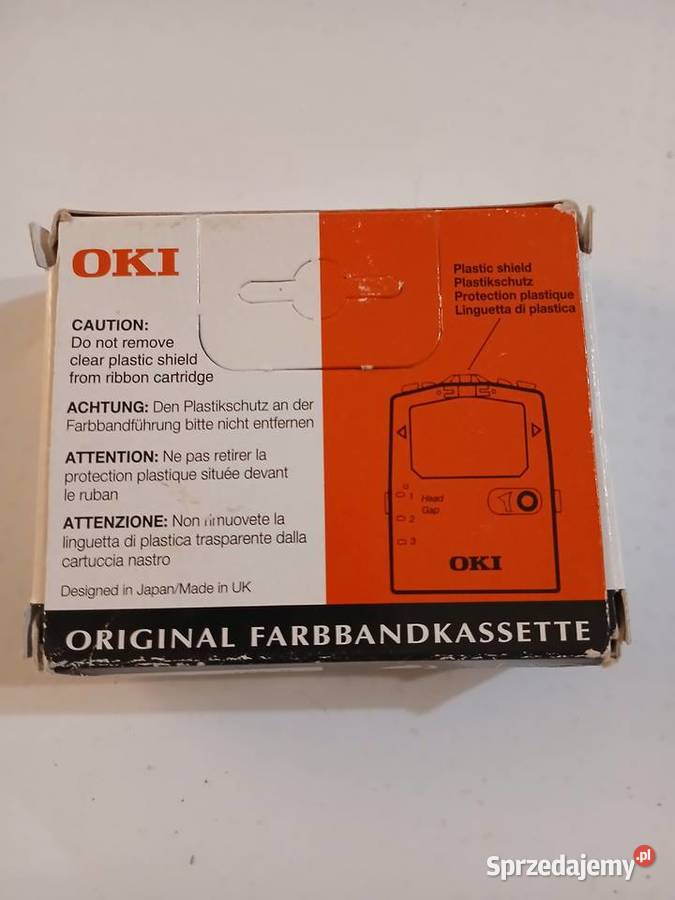 OKI
CAUTION:
Do not remove
clear plastic shield
from ribbon cartridge
ACHTUNG: Den Plastikschutz an der
Farbbandführung bitte nicht entfernen
ATTENTION: Ne pas retirer la
protection plastique située devant
le ruban
ATTENZIONE: Non rimuovete la
linguetta di plastica trasparente dalla
cartuccia nastro
Designed in Japan/Made in UK
Plastic shield
Plastikschutz
Protection plastique
Linguetta di plastica
1 Head
Gap
2
3
OKI
ORIGINAL FARBBANDKASSETTE
Sprzedajemy.pl